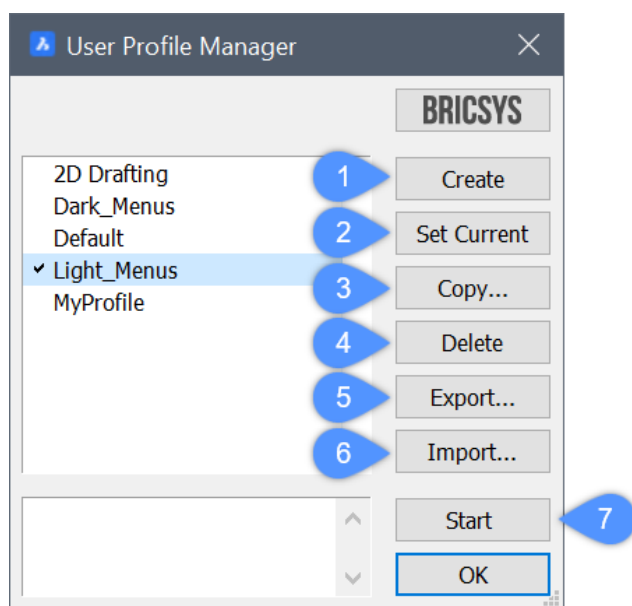 User Profile Manager
BRICSYS
2D Drafting
Dark_Menus
Default
Light_Menus
MyProfile
1 Create
2 Set Current
3 Copy...
4 Delete
5 Export...
6 Import...
Start 7
OK